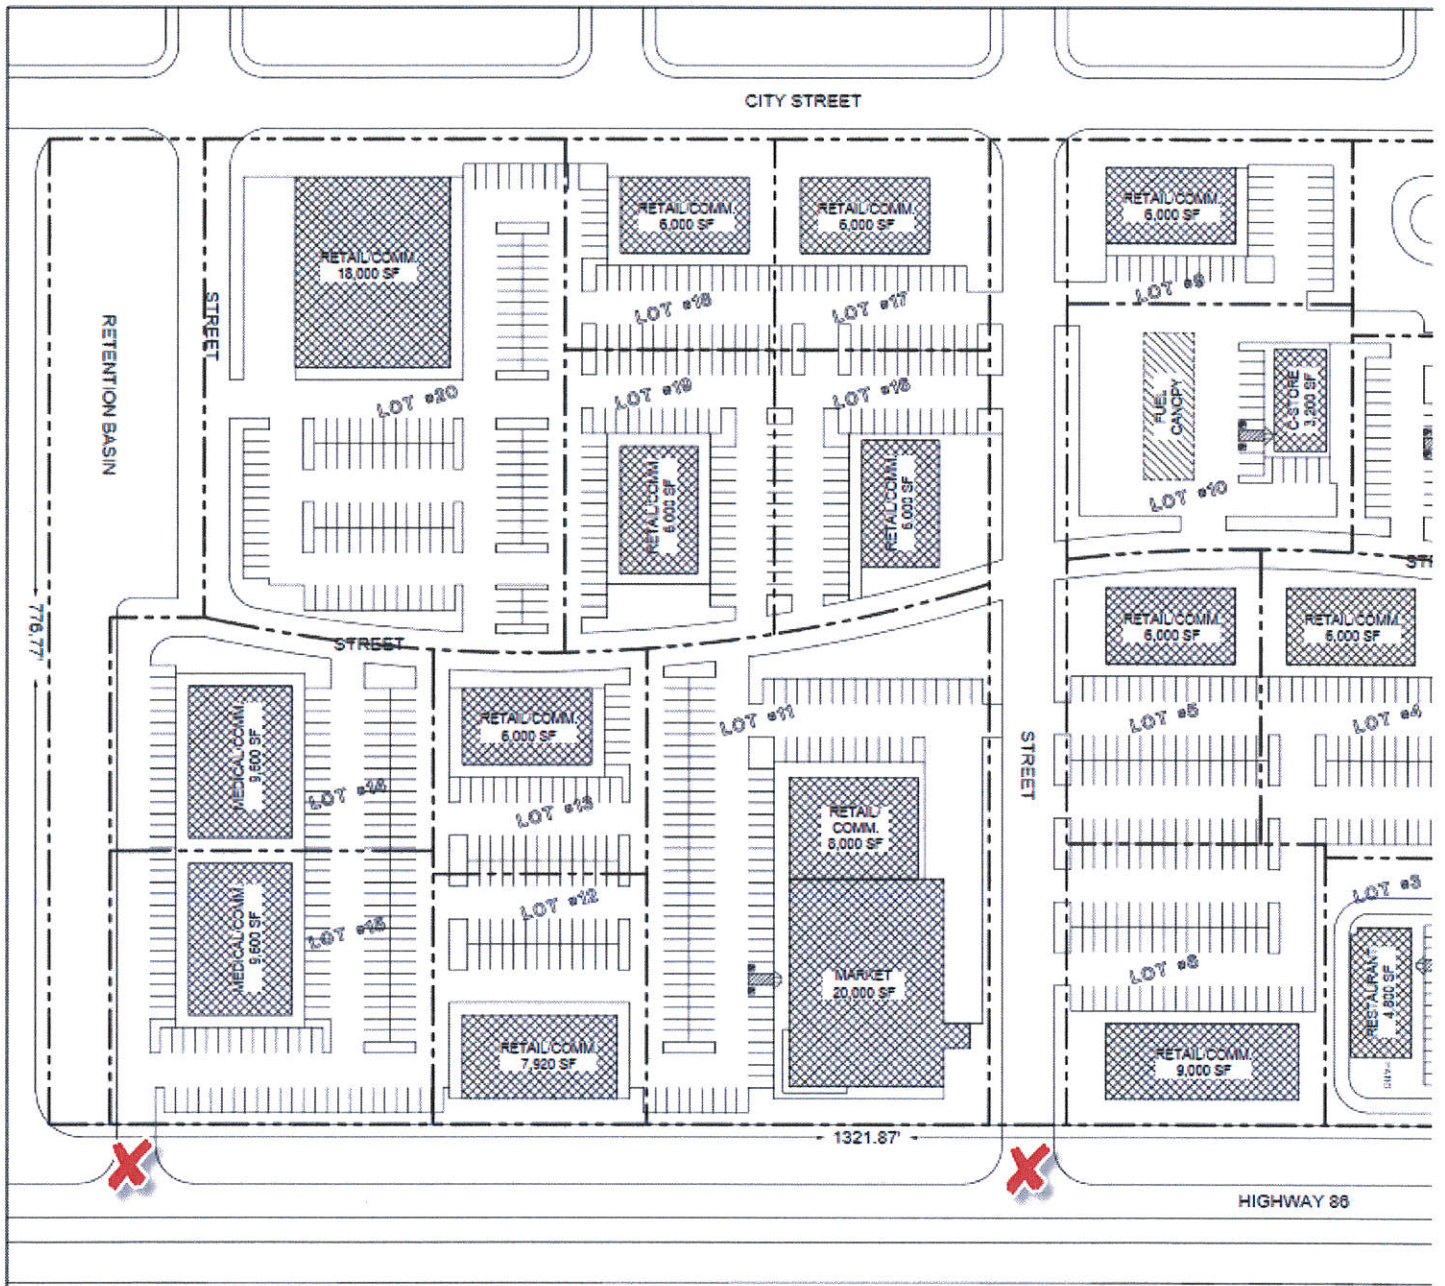 CITY STREET
RETAIL/COMM.
18,000 SF
RETAIL/COMM.
6,000 SF
RETAIL/COMM.
6,000 SF
RETAIL/COMM.
6,000 SF
LOT #9
STREET
RETENTION BASIN
LOT #17
LOT #20
LOT #19
FUEL
CANOPY
C-STORE
3,200 SF
RETAIL/COMM.
6,000 SF
RETAIL/COMM.
6,000 SF
LOT #10
776.77'
STREET
RETAIL/COMM.
6,000 SF
RETAIL/COMM.
6,000 SF
MEDICAL/COMM.
9,600 SF
LOT #14
RETAIL/COMM.
6,000 SF
LOT #13
LOT #11
STREET
LOT #5
LOT #4
RETAIL/
COMM.
8,000 SF
MEDICAL/COMM.
9,600 SF
LOT #15
LOT #12
MARKET
20,000 SF
LOT #3
LOT #6
RESTAURANT
4,800 SF
RETAIL/COMM.
7,920 SF
RETAIL/COMM.
9,000 SF
1321.87'
HIGHWAY 86